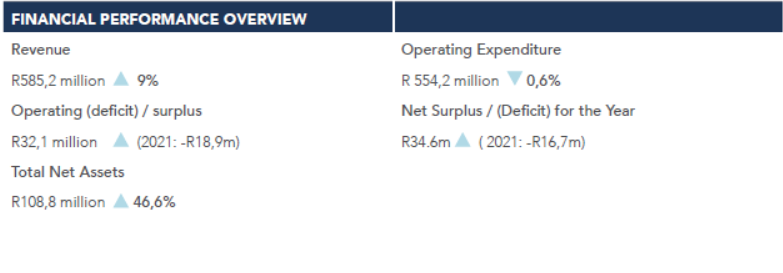 FINANCIAL PERFORMANCE OVERVIEW
Revenue
R585,2 million 9%
Operating (deficit) / surplus
R32,1 million (2021: -R18,9m)
Total Net Assets
R108,8 million 46,6%
Operating Expenditure
R 554,2 million 0,6%
Net Surplus / (Deficit) for the Year
R34.6m ( 2021: -R16,7m)